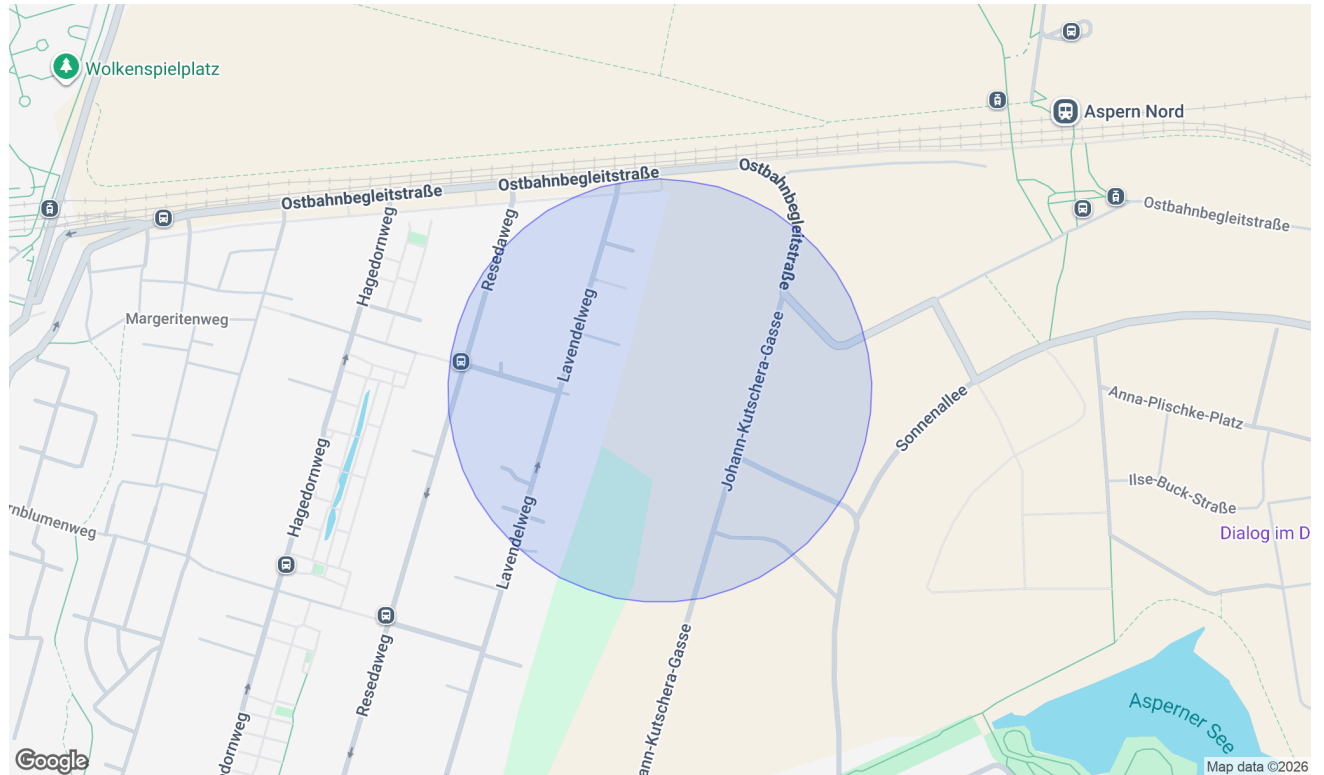 Wolkenspielplatz
Aspern Nord
Ostbahnbegleitstraße
Ostbahnbegleitstraße
Ostbahnbegleitstraße
Ostbahnbegleitstraße
Hagedornweg
Resedaweg
Margeritenweg
Lavendelweg
Johann-Kutschera-Gasse
Sonnenallee
Anna-Plischke-Platz
Ilse-Buck-Straße
Dialog im D
Hagedornweg
rnblumenweg
Lavendelweg
Resedaweg
dornweg
ann-Kutschera-Gasse
Asperner See
Google
Map data ©2026